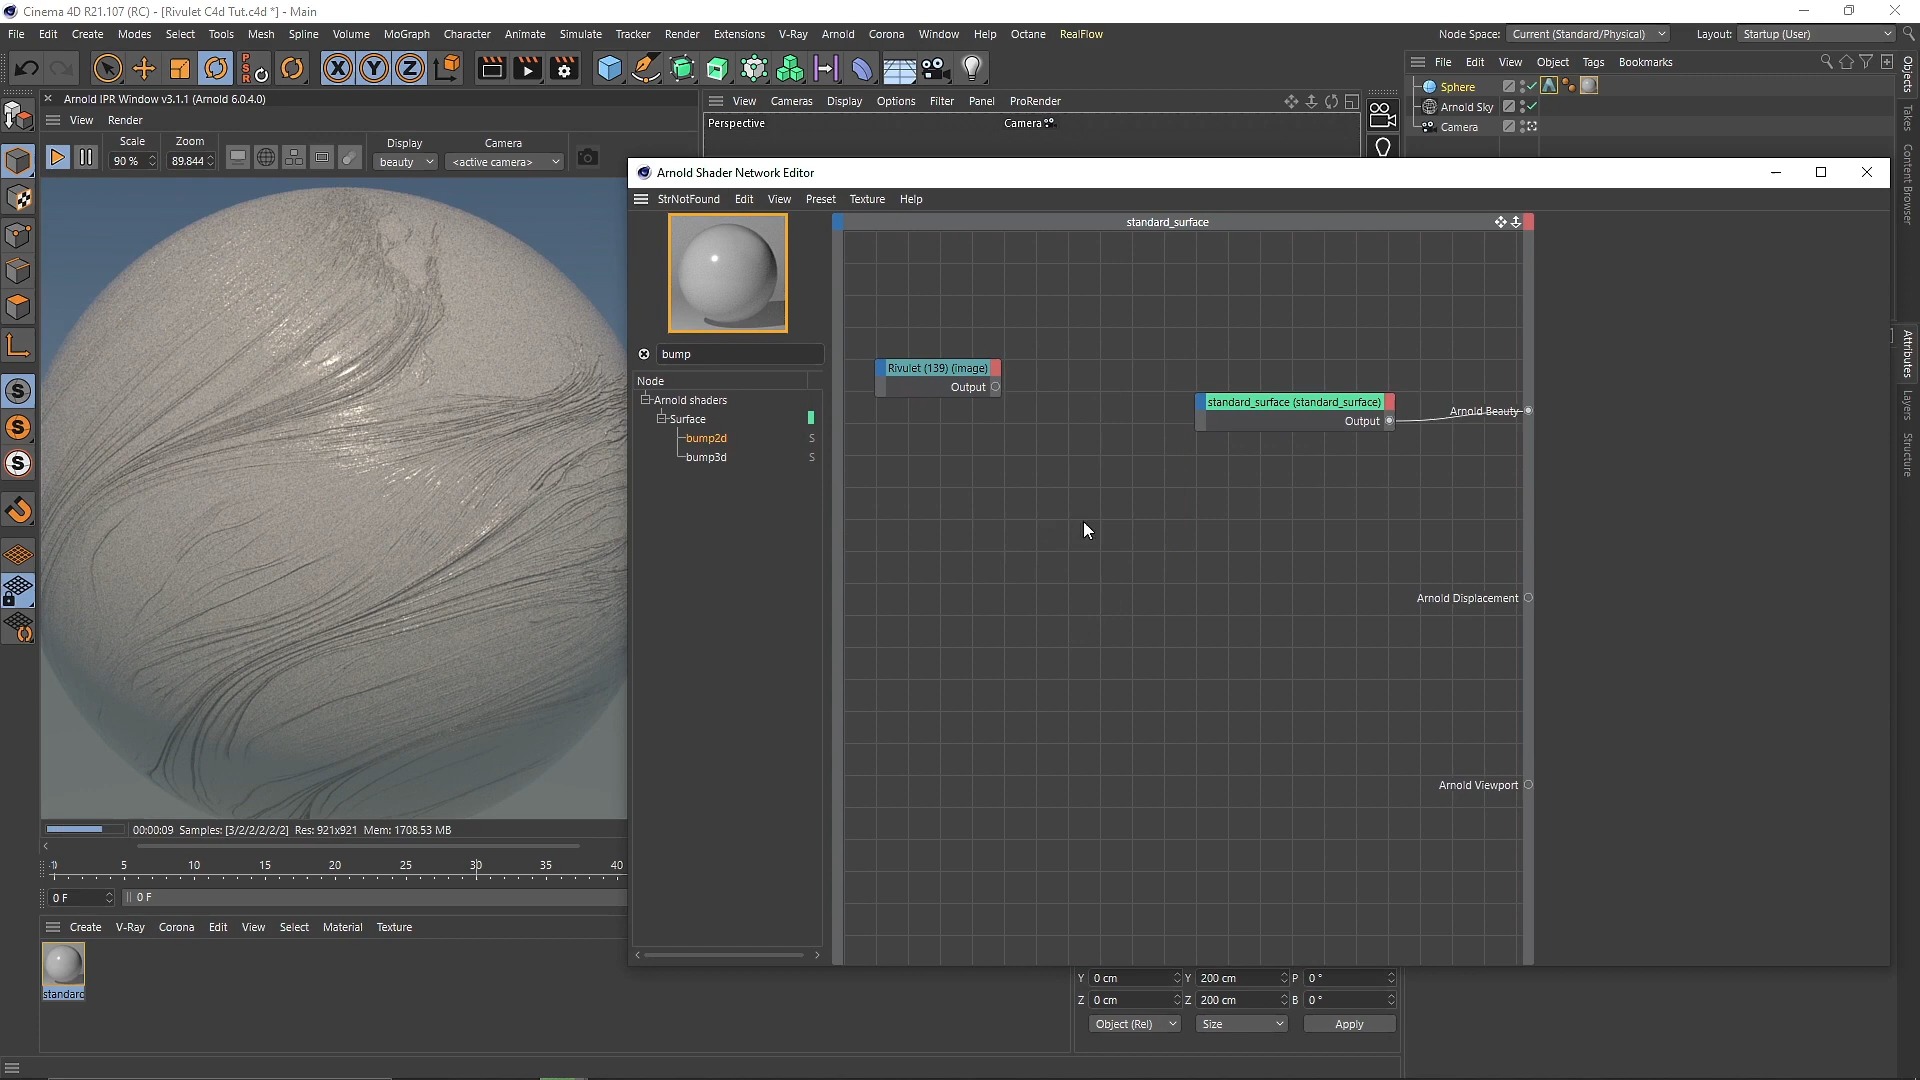 Cinema 4D R21.107 (RC) - [Rivulet C4d Tut.c4d *] - Main
File Edit Create Modes Select Tools Mesh Spline Volume MoGraph Character Animate Simulate Tracker Render Extensions V-Ray Arnold Corona Window Help Octane RealFlow
Node Space: Current (Standard/Physical) Layout: Startup (User)
PSR X Y Z
File Edit View Object Tags Bookmarks
Sphere
Arnold Sky
Camera
Objects
Takes
Content Browser
Attributes
Layers
Structure
Arnold IPR Window v3.1.1 (Arnold 6.0.4.0)
View Render
Scale Zoom Display Camera
90 % 89.844 beauty <active camera>
View Cameras Display Options Filter Panel ProRender
Perspective Camera
Arnold Shader Network Editor
StrNotFound Edit View Preset Texture Help
standard_surface
bump
Node
Arnold shaders
Surface
bump2d S
bump3d S
Rivulet (139) (image)
Output
standard_surface (standard_surface)
Output
Arnold Beauty
Arnold Displacement
Arnold Viewport
00:00:09 Samples: [3/2/2/2/2/2] Res: 921x921 Mem: 1708.53 MB
5 10 15 20 25 30 35 40
0 F 0 F
Create V-Ray Corona Edit View Select Material Texture
standard
Y 0 cm Y 200 cm P 0 °
Z 0 cm Z 200 cm B 0 °
Object (Rel) Size Apply